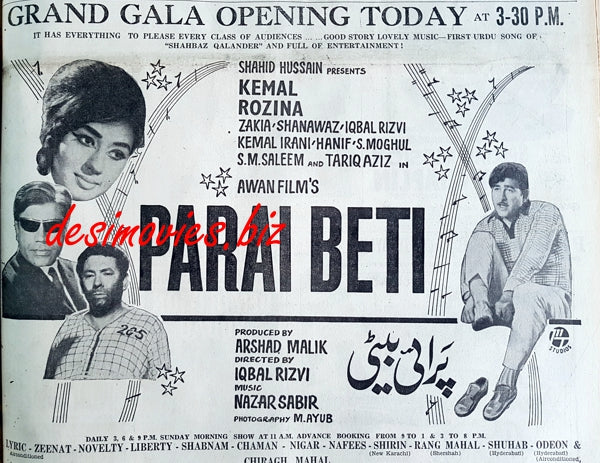 GRAND GALA OPENING TODAY AT 3-30 P.M.
IT HAS EVERYTHING TO PLEASE EVERY CLASS OF AUDIENCES ... ...GOOD STORY LOVELY MUSIC—FIRST URDU SONG OF
"SHAHBAZ QALANDER" AND FULL OF ENTERTAINMENT!
SHAHID HUSSAIN PRESENTS
KEMAL
ROZINA
ZAKIA·SHANAWAZ·IQBAL RIZVI
KEMAL IRANI·HANIF·S.MOGHUL
S.M.SALEEM AND TARIQ AZIZ IN
AWAN FILM'S
desimovies.biz
PARAI BETI
265
PRODUCED BY
ARSHAD MALIK
DIRECTED BY
IQBAL RIZVI
MUSIC
NAZAR SABIR
PHOTOGRAPHY M.AYUB
پرائی بیٹی
STUDIOS
DAILY 3, 6 & 9 P.M. SUNDAY MORNING SHOW AT 11 A.M. ADVANCE BOOKING FROM 9 TO 1 & 3 TO 8 P.M.
LYRIC - ZEENAT - NOVELTY - LIBERTY - SHABNAM - CHAMAN - NIGAR - NAFEES - SHIRIN - RANG MAHAL - SHUHAB - ODEON &
Airconditioned (New Karachi) (Shershah) (Hyderabad) (Hyderabad)
(Airconditioned)
CHIRAGH MAHAL